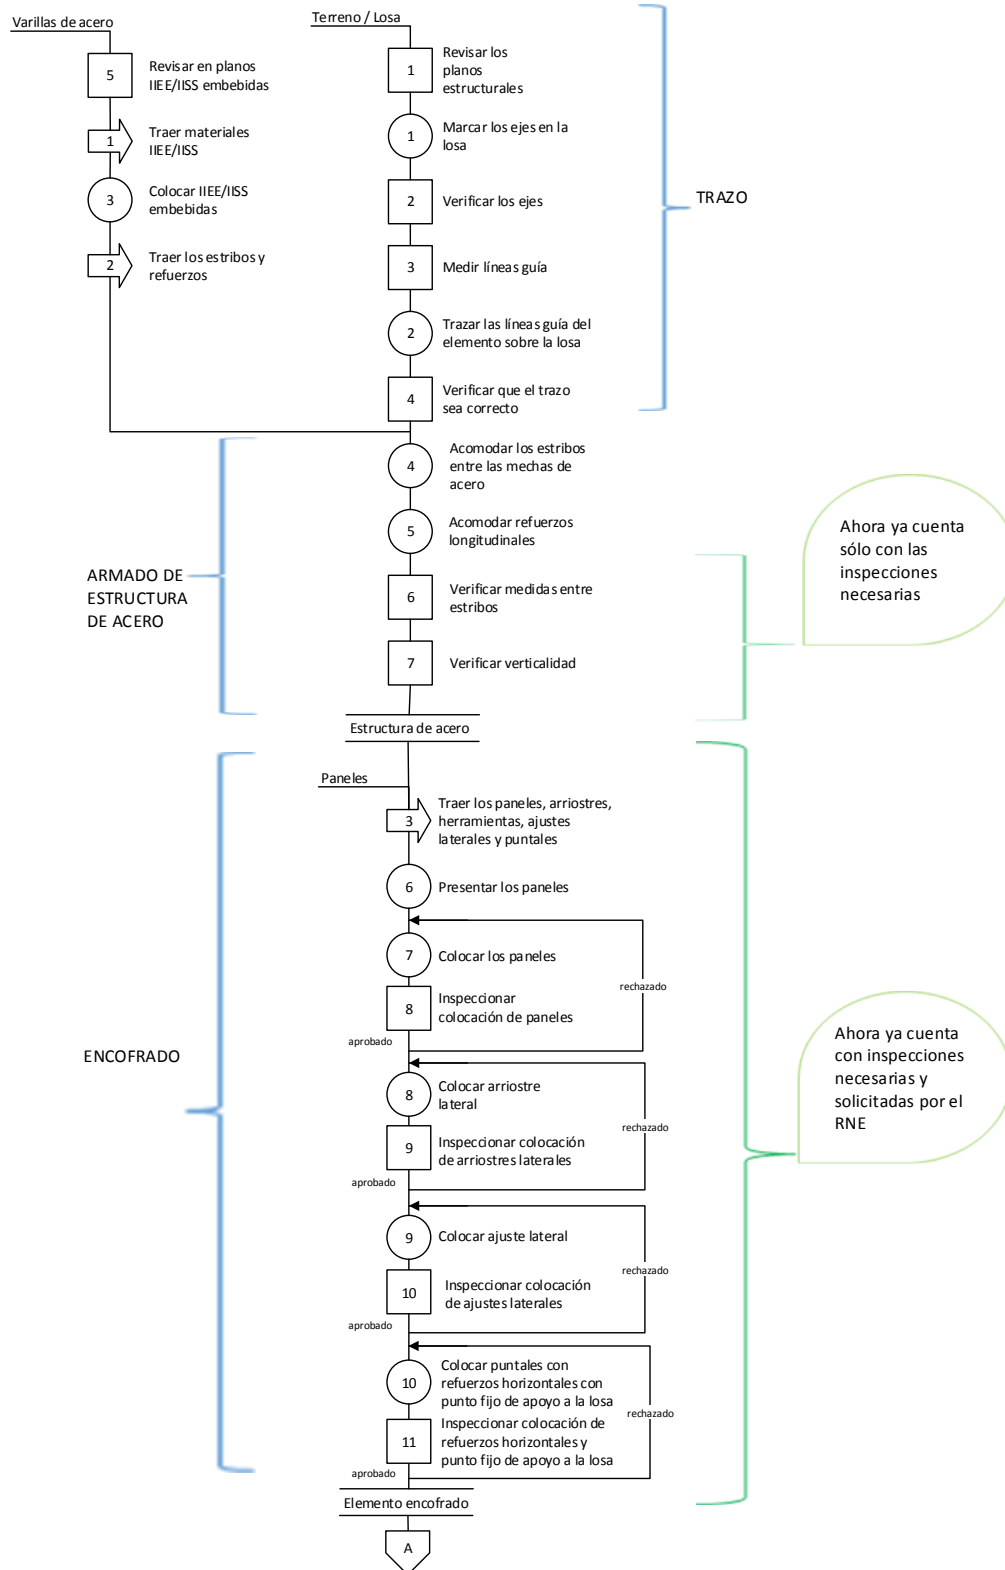 Varillas de acero
5
Revisar en planos
IIEE/IISS embebidas
1
Traer materiales
IIEE/IISS
3
Colocar IIEE/IISS
embebidas
2
Traer los estribos y
refuerzos
Terreno / Losa
1
Revisar los
planos
estructurales
1
Marcar los ejes en la
losa
2
Verificar los ejes
3
Medir líneas guía
2
Trazar las líneas guía del
elemento sobre la losa
4
Verificar que el trazo
sea correcto
TRAZO
4
Acomodar los estribos
entre las mechas de
acero
5
Acomodar refuerzos
longitudinales
6
Verificar medidas entre
estribos
7
Verificar verticalidad
ARMADO DE
ESTRUCTURA
DE ACERO
Ahora ya cuenta
sólo con las
inspecciones
necesarias
Estructura de acero
Paneles
3
Traer los paneles, arriostres,
herramientas, ajustes
laterales y puntales
6
Presentar los paneles
7
Colocar los paneles
8
Inspeccionar
colocación de paneles
rechazado
aprobado
8
Colocar arriostre
lateral
9
Inspeccionar colocación
de arriostres laterales
rechazado
aprobado
9
Colocar ajuste lateral
10
Inspeccionar colocación
de ajustes laterales
rechazado
aprobado
10
Colocar puntales con
refuerzos horizontales con
punto fijo de apoyo a la losa
11
Inspeccionar colocación de
refuerzos horizontales y
punto fijo de apoyo a la losa
rechazado
aprobado
ENCOFRADO
Ahora ya cuenta
con inspecciones
necesarias y
solicitadas por el
RNE
Elemento encofrado
A